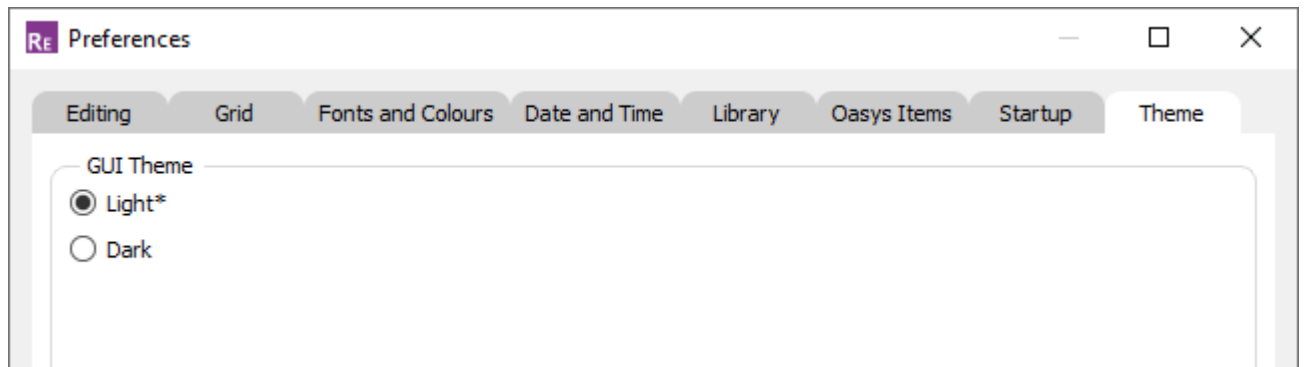 RE Preferences
Editing Grid Fonts and Colours Date and Time Library Oasys Items Startup Theme
GUI Theme
Light*
Dark